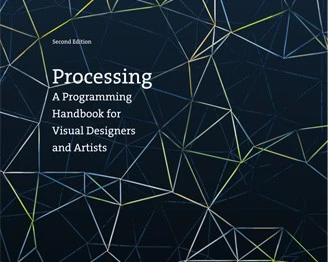 Second Edition
Processing
A Programming
Handbook for
Visual Designers
and Artists